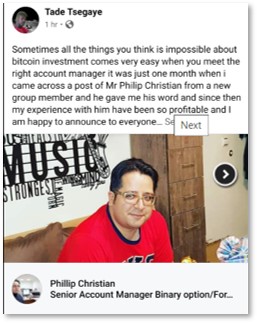 Tade Tsegaye
1 hr •
Sometimes all the things you think is impossible about
bitcoin investment comes very easy when you meet the
right account manager it was just one month when i
came across a post of Mr Philip Christian from a new
group member and he gave me his word and since then
my experience with him have been so profitable and I
am happy to announce to everyone... Se
Next
MUSIC
STRONGES
Phillip Christian
Senior Account Manager Binary option/For...